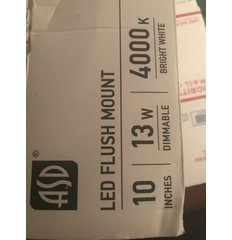 ASD®
LED FLUSH MOUNT
10 | 13 W | 4000 K
INCHES | DIMMABLE | BRIGHT WHITE